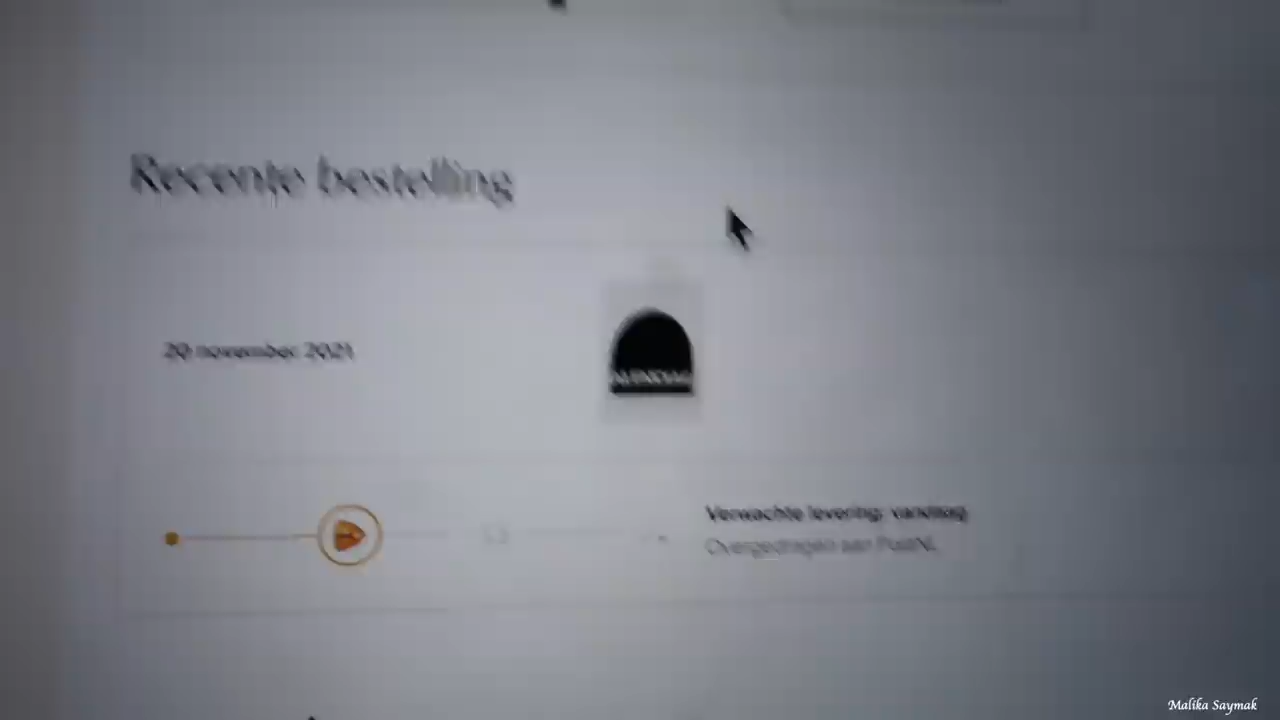 Recente bestelling
20 november 2021
Verwachte levering: vandaag
Overgedragen aan PostNL
Malika Saymak